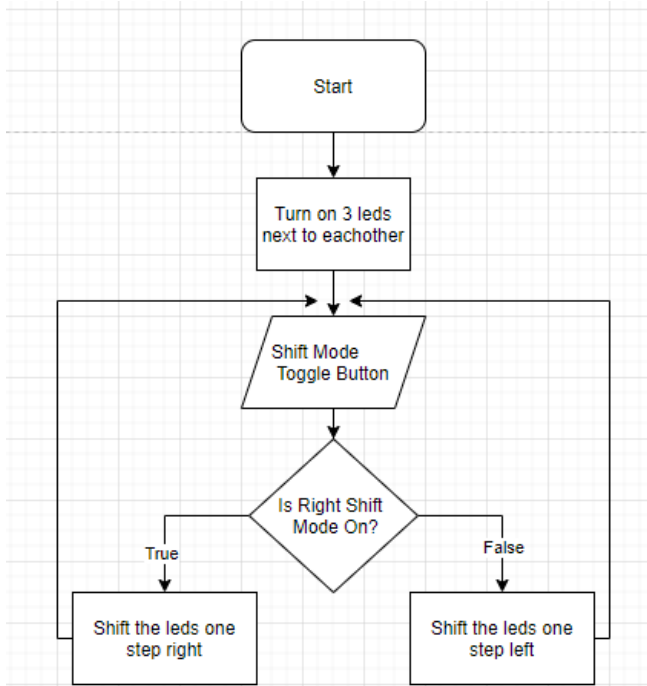 Start
Turn on 3 leds
next to eachother
Shift Mode
Toggle Button
Is Right Shift
Mode On?
True
False
Shift the leds one
step right
Shift the leds one
step left